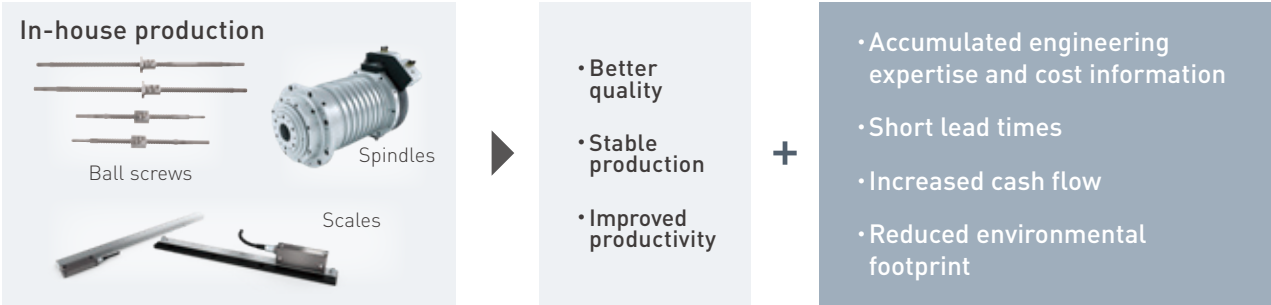 In-house production
Ball screws
Spindles
Scales
・Better
quality
・Stable
production
・Improved
productivity
+
・Accumulated engineering
expertise and cost information
・Short lead times
・Increased cash flow
・Reduced environmental
footprint